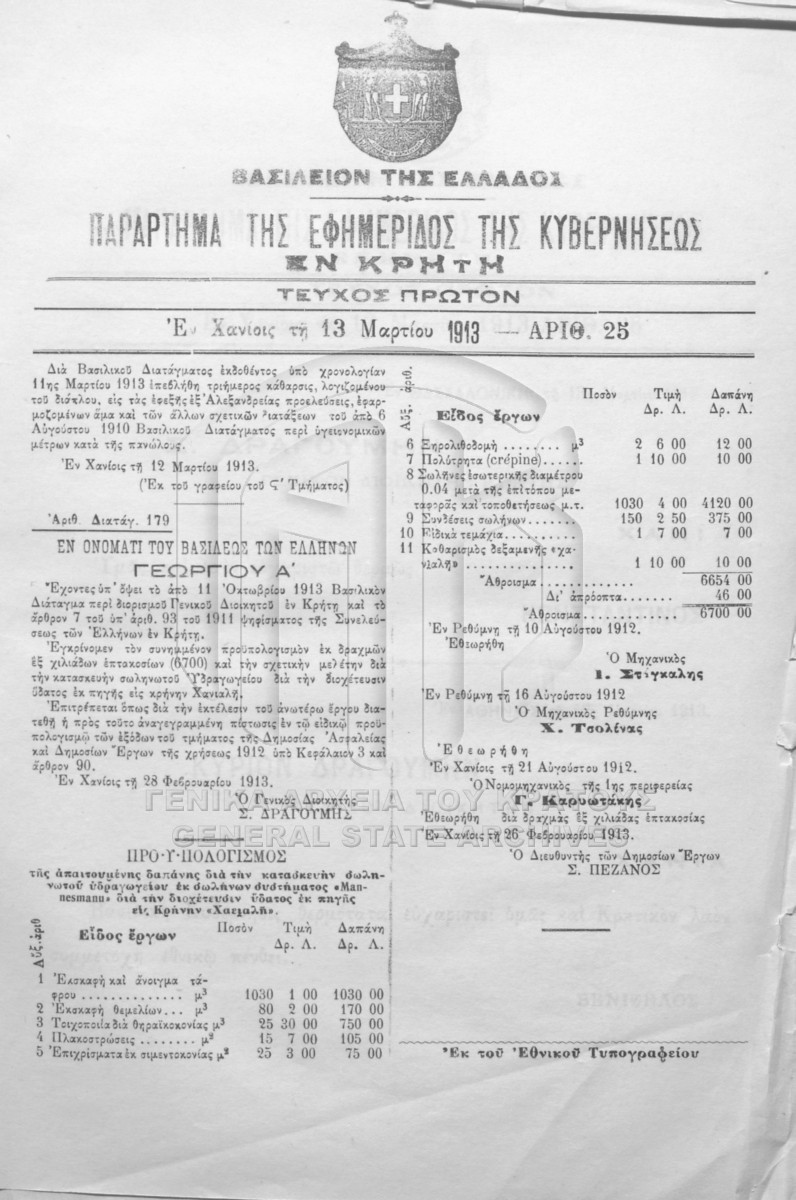 ΒΑΣΙΛΕΙΟΝ ΤΗΣ ΕΛΛΑΔΟΣ
ΠΑΡΑΡΤΗΜΑ ΤΗΣ ΕΦΗΜΕΡΙΔΟΣ ΤΗΣ ΚΥΒΕΡΝΗΣΕΩΣ
ΕΝ ΚΡΗΤΗ
ΤΕΥΧΟΣ ΠΡΩΤΟΝ
Ἐν Χανίοις τῇ 13 Μαρτίου 1913 — ΑΡΙΘ. 25
Διὰ Βασιλικοῦ Διατάγματος ἐκδοθέντος ὑπὸ χρονολογίαν
11ης Μαρτίου 1913 ἐπεβλήθη τριήμερος κάθαρσις, λογιζομένου
τοῦ διάπλου, εἰς τὰς ἐφεξῆς ἐξ Ἀλεξανδρείας προελεύσεις, ἐφαρ-
μοζομένων ἅμα καὶ τῶν ἄλλων σχετικῶν διατάξεων τοῦ ἀπὸ 6
Αὐγούστου 1910 Βασιλικοῦ Διατάγματος περὶ ὑγειονομικῶν
μέτρων κατὰ τῆς πανώλους.
Ἐν Χανίοις τῇ 12 Μαρτίου 1913.
(Ἐκ τοῦ γραφείου τοῦ ϛ′ Τμήματος)
Ἀριθ. Διατάγ. 179
ΕΝ ΟΝΟΜΑΤΙ ΤΟΥ ΒΑΣΙΛΕΩΣ ΤΩΝ ΕΛΛΗΝΩΝ
ΓΕΩΡΓΙΟΥ Α′
Ἔχοντες ὑπ' ὄψει τὸ ἀπὸ 11 Ὀκτωβρίου 1913 Βασιλικὸν
Διάταγμα περὶ διορισμοῦ Γενικοῦ Διοικητοῦ ἐν Κρήτῃ καὶ τὸ
ἄρθρον 7 τοῦ ὑπ' ἀριθ. 93 τοῦ 1911 ψηφίσματος τῆς Συνελεύ-
σεως τῶν Ἑλλήνων ἐν Κρήτῃ.
Ἐγκρίνομεν τὸν συνημμένον προϋπολογισμὸν ἐκ δραχμῶν
ἓξ χιλιάδων ἑπτακοσίων (6700) καὶ τὴν σχετικὴν μελέτην διὰ
τὴν κατασκευὴν σωληνωτοῦ Ὑδραγωγείου διὰ τὴν διοχέτευσιν
ὕδατος ἐκ πηγῆς εἰς κρήνην Χανιαλῆ.
Ἐπιτρέπεται ὅπως διὰ τὴν ἐκτέλεσιν τοῦ ἀνωτέρω ἔργου δια-
τεθῇ ἡ πρὸς τοῦτο ἀναγεγραμμένη πίστωσις ἐν τῷ εἰδικῷ προϋ-
πολογισμῷ τῶν ἐξόδων τοῦ τμήματος τῆς Δημοσίας Ἀσφαλείας
καὶ Δημοσίων Ἔργων τῆς χρήσεως 1912 ὑπὸ Κεφάλαιον 3 καὶ
ἄρθρον 90.
Ἐν Χανίοις τῇ 28 Φεβρουαρίου 1913.
Ὁ Γενικὸς Διοικητὴς
Σ. ΔΡΑΓΟΥΜΗΣ
ΠΡΟ·Υ·ΠΟΛΟΓΙΣΜΟΣ
τῆς ἀπαιτουμένης δαπάνης διὰ τὴν κατασκευὴν σωλη-
νωτοῦ ὑδραγωγείου ἐκ σωλήνων συστήματος «Man-
nesmanu» διὰ τὴν διοχέτευσιν ὕδατος ἐκ πηγῆς
εἰς Κρήνην
Αὔξ. ἀριθ
Εἶδος ἔργων Ποσὸν Τιμὴ Δαπάνη
Δρ. Λ. Δρ. Λ.
1 Ἐκσκαφὴ καὶ ἄνοιγμα τά-
φρου .............. μ³ 1030 1 00 1030 00
2 Ἐκσκαφὴ θεμελίων... μ³ 80 2 00 170 00
3 Τοιχοποιία διὰ θηραϊκοκονίας μ³ 25 30 00 750 00
4 Πλακοστρώσεις ........ μ² 15 7 00 105 00
5 Ἐπιχρίσματα ἐκ σιμεντοκονίας μ² 25 3 00 75 00
Αὔξ. ἀριθ.
Εἶδος ἔργων Ποσὸν Τιμὴ Δαπάνη
Δρ. Λ. Δρ. Λ.
6 Ξηρολιθοδομὴ ........ μ³ 2 6 00 12 00
7 Πολύτρητα (crépine)...... 1 10 00 10 00
8 Σωλῆνες ἐσωτερικῆς διαμέτρου
0.04 μετὰ τῆς ἐπιτόπου με-
ταφορᾶς καὶ τοποθετήσεως μ.τ. 1030 4 00 4120 00
9 Συνδέσεις σωλήνων....... 150 2 50 375 00
10 Εἰδικὰ τεμάχια.......... 1 7 00 7 00
11 Καθαρισμὸς δεξαμενῆς «χα-
νιαλῆ» ............. 1 10 00 10 00
Ἄθροισμα ............ 6654 00
Δι' ἀπρόοπτα......... 46 00
Ἄθροισμα............. 6700 00
Ἐν Ρεθύμνῃ τῇ 10 Αὐγούστου 1912.
Ἐθεωρήθη
Ὁ Μηχανικὸς
Ι. Στίγκαλης
Ἐν Ρεθύμνῃ τῇ 16 Αὐγούστου 1912
Ὁ Μηχανικὸς Ρεθύμνης
Χ. Τσολένας
Ἐθεωρήθη
Ἐν Χανίοις τῇ 21 Αὐγούστου 1912.
Ὁ Νομομηχανικὸς τῆς 1ης περιφερείας
Γ. Καρυωτάκης
Ἐθεωρήθη διὰ δραχμὰς ἓξ χιλιάδας ἑπτακοσίας
Ἐν Χανίοις τῇ 26 Φεβρουαρίου 1913.
Ὁ Διευθυντὴς τῶν Δημοσίων Ἔργων
Σ. ΠΕΖΑΝΟΣ
Ἐκ τοῦ Ἐθνικοῦ Τυπογραφείου
ΓΕΝΙΚΑ ΑΡΧΕΙΑ ΤΟΥ ΚΡΑΤΟΥΣ
GENERAL STATE ARCHIVES